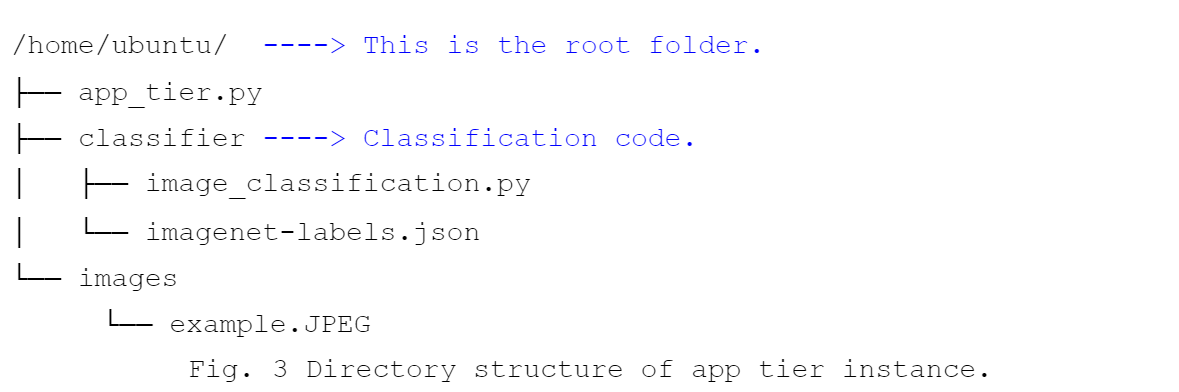 /home/ubuntu/  ----> This is the root folder.
├── app_tier.py
├── classifier ----> Classification code.
│   ├── image_classification.py
│   └── imagenet-labels.json
└── images
     └── example.JPEG
Fig. 3 Directory structure of app tier instance.